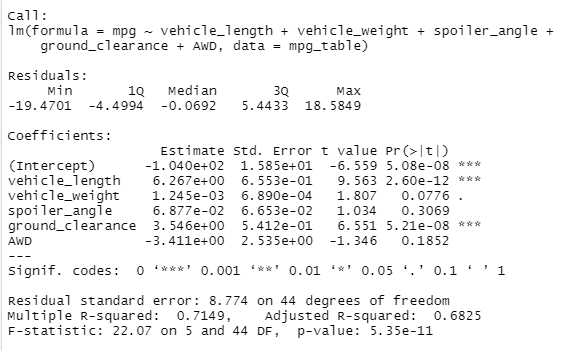 Call:
lm(formula = mpg ~ vehicle_length + vehicle_weight + spoiler_angle +
    ground_clearance + AWD, data = mpg_table)

Residuals:
     Min       1Q   Median       3Q      Max
-19.4701  -4.4994  -0.0692   5.4433  18.5849

Coefficients:
                   Estimate Std. Error t value Pr(>|t|)
(Intercept)      -1.040e+02  1.585e+01  -6.559 5.08e-08 ***
vehicle_length    6.267e+00  6.553e-01   9.563 2.60e-12 ***
vehicle_weight    1.245e-03  6.890e-04   1.807   0.0776 .
spoiler_angle     6.877e-02  6.653e-02   1.034   0.3069
ground_clearance  3.546e+00  5.412e-01   6.551 5.21e-08 ***
AWD              -3.411e+00  2.535e+00  -1.346   0.1852
---
Signif. codes:  0 ‘***’ 0.001 ‘**’ 0.01 ‘*’ 0.05 ‘.’ 0.1 ‘ ’ 1

Residual standard error: 8.774 on 44 degrees of freedom
Multiple R-squared:  0.7149,	Adjusted R-squared:  0.6825
F-statistic: 22.07 on 5 and 44 DF,  p-value: 5.35e-11